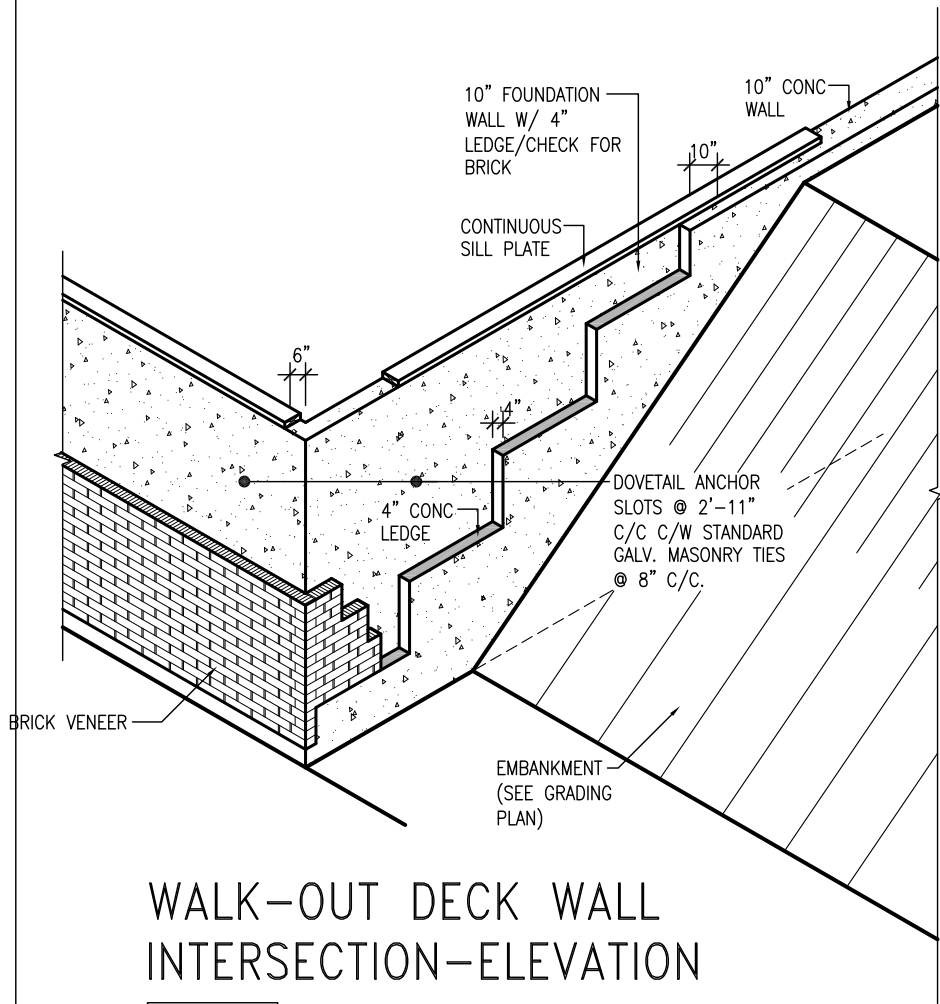 10" FOUNDATION
WALL W/ 4"
LEDGE/CHECK FOR
BRICK
10" CONC
WALL
10"
CONTINUOUS
SILL PLATE
6"
4"
4" CONC
LEDGE
DOVETAIL ANCHOR
SLOTS @ 2'-11"
C/C C/W STANDARD
GALV. MASONRY TIES
@ 8" C/C.
BRICK VENEER
EMBANKMENT
(SEE GRADING
PLAN)
WALK-OUT DECK WALL
INTERSECTION-ELEVATION